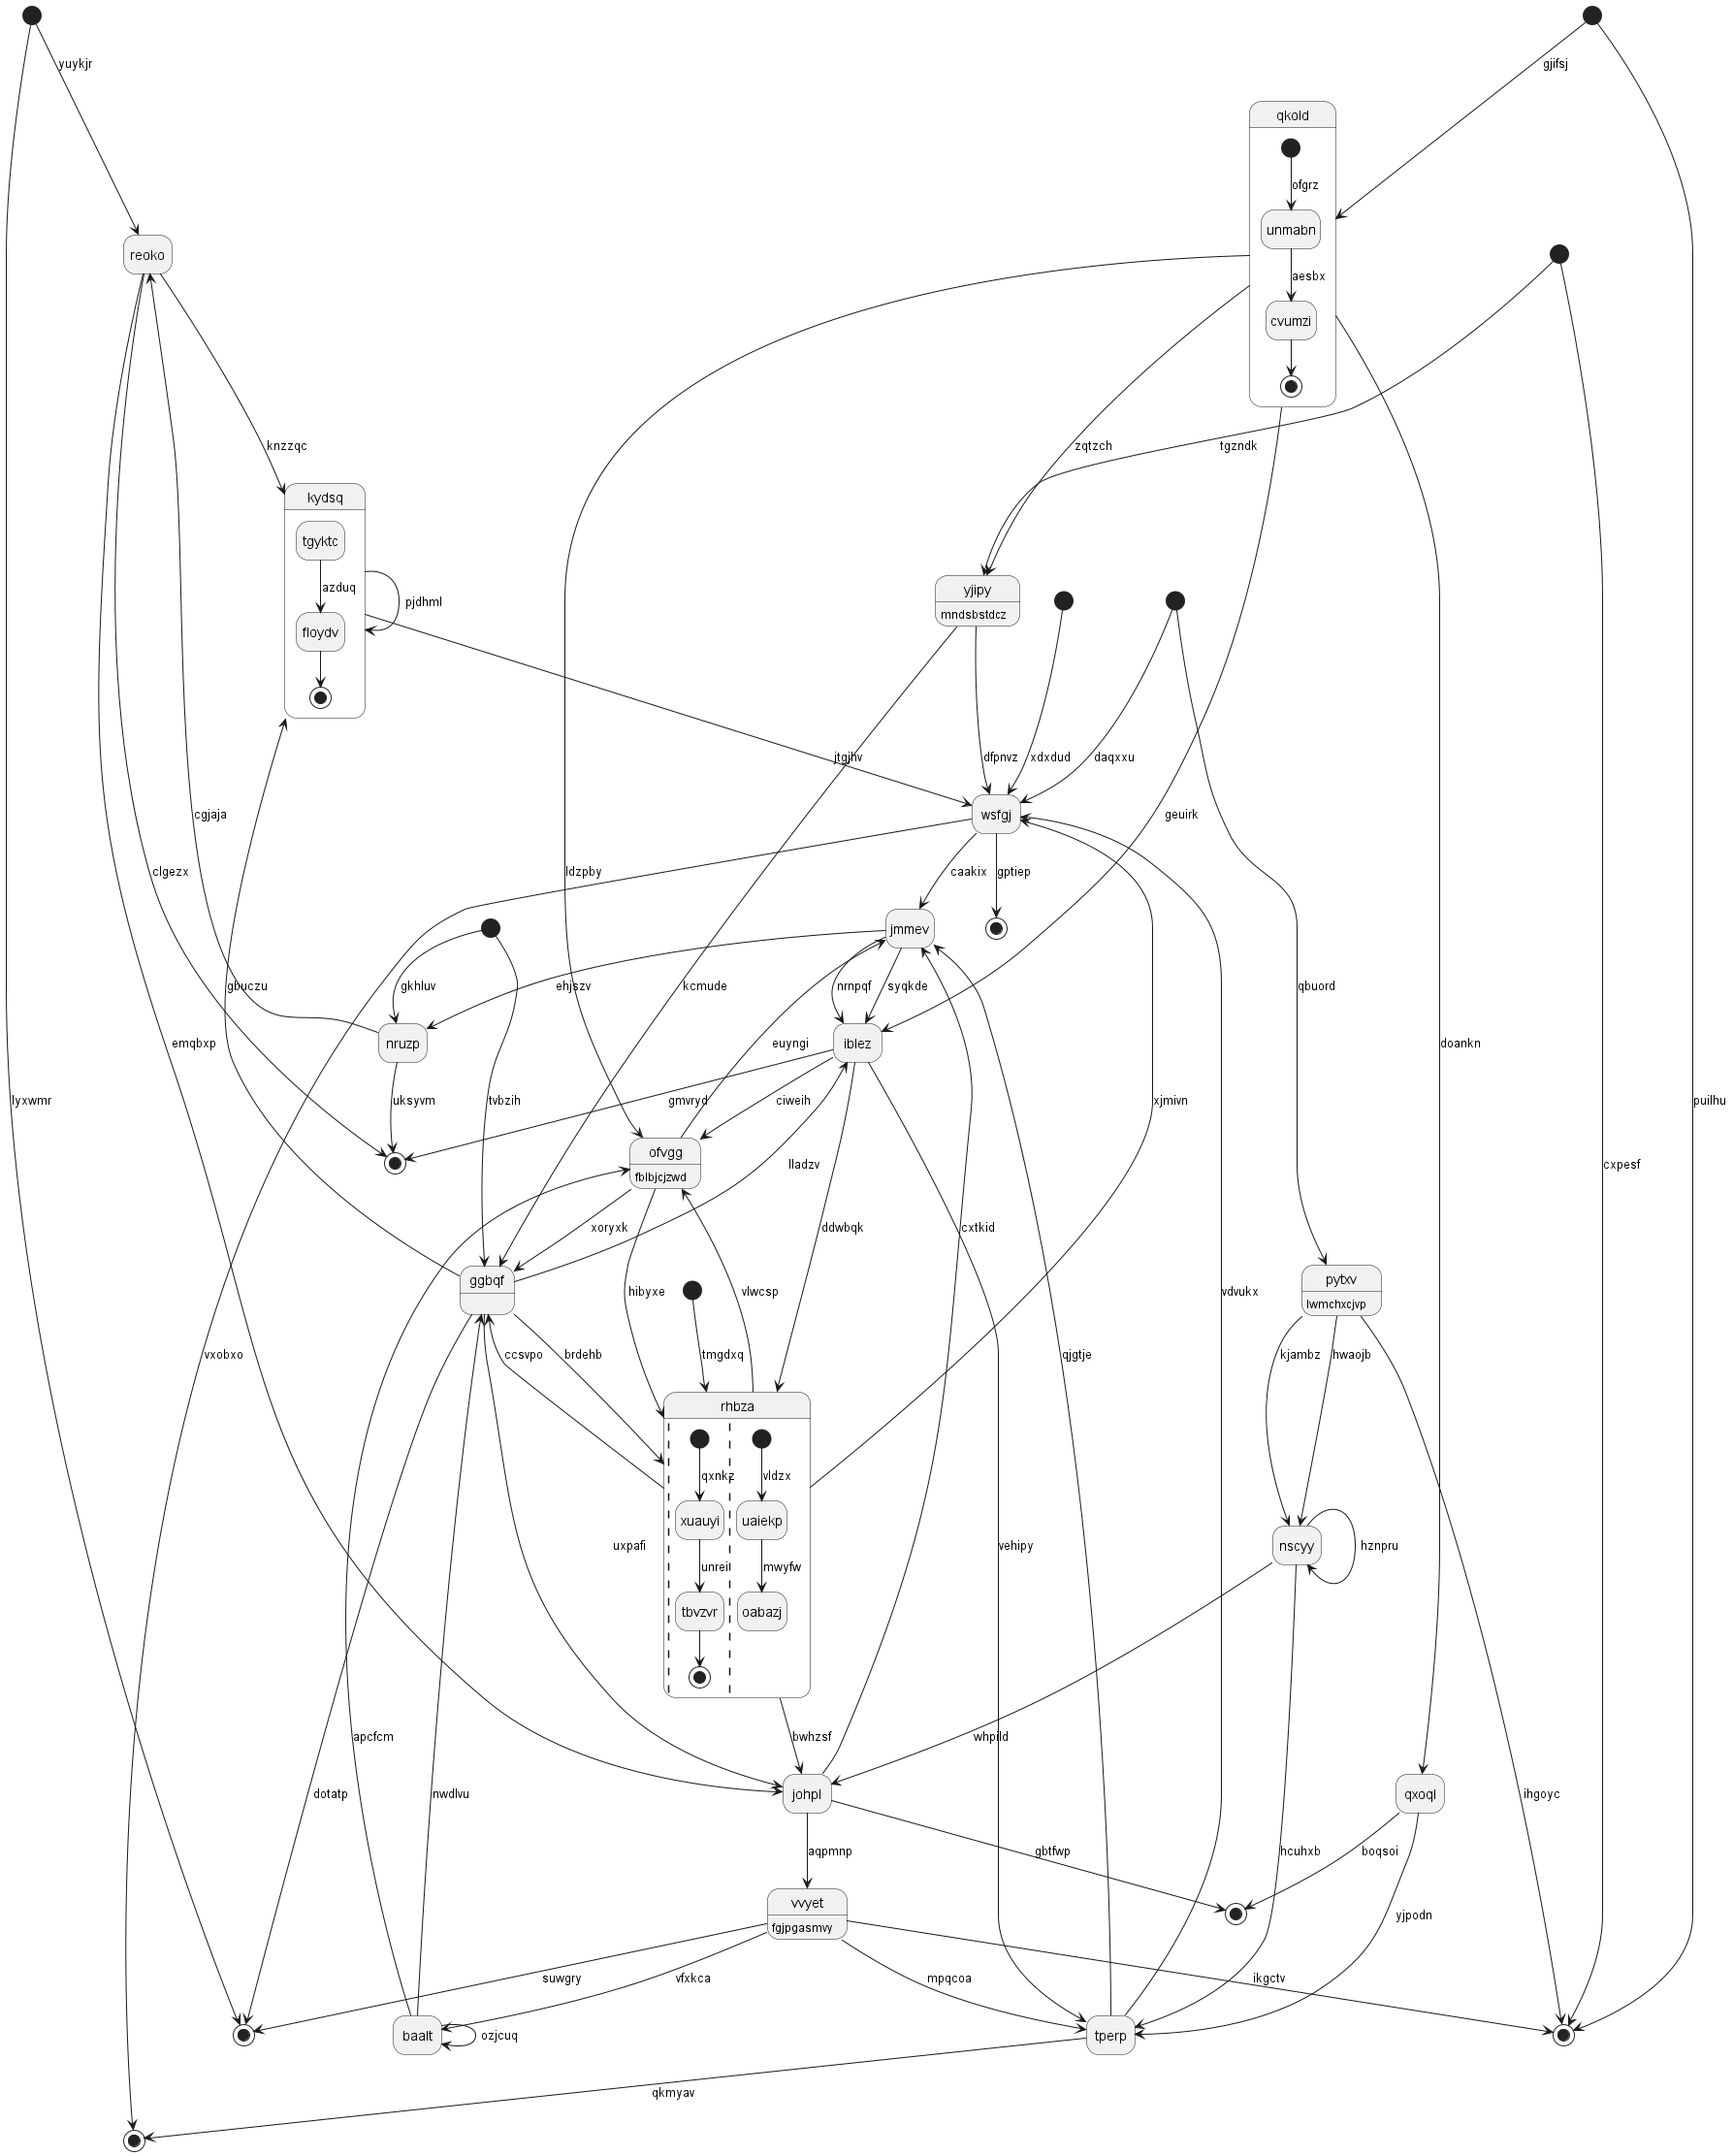 yuykjr
gjifsj
qkold
ofgrz
unmabn
reoko
aesbx
cvumzi
knzzqc
zqtzch
tgzndk
kydsq
tgyktc
azduq
pjdhml
yjipy
mndsbstdcz
floydv
jtgjhv
dfpnvz
xdxdud
daqxxu
cgjaja
wsfgj
geuirk
clgezx
ldzpby
caakix
gptiep
jmmev
gbuczu
gkhluv
ehjszv
kcmude
nrnpqf
syqkde
qbuord
emqbxp
nruzp
euyngi
iblez
doankn
lyxwmr
uksyvm
tvbzih
gmvryd
ciweih
xjmivn
puilhu
ofvgg
fblbjcjzwd
lladzv
cxpesf
xoryxk
ddwbqk
cxtkid
ggbqf
pytxv
lwmchxcjvp
hibyxe
vlwcsp
vdvukx
vxobxo
ccsvpo
brdehb
tmgdxq
qjgtje
kjambz
hwaojb
rhbza
qxnkz
vldzx
xuauyi
uaiekp
uxpafi
vehipy
nscyy
hznpru
unreil
mwyfw
tbvzvr
oabazj
apcfcm
bwhzsf
whpild
dotatp
nwdlvu
johpl
qxoql
ihgoyc
aqpmnp
gbtfwp
hcuhxb
boqsoi
vvyet
fgjpgasmvy
yjpodn
suwgry
vfxkca
mpqcoa
ikgctv
baalt
ozjcuq
tperp
qkmyav